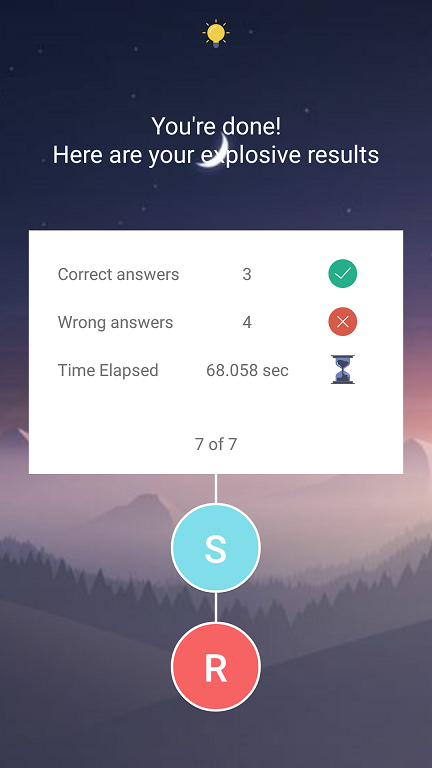 You're done!
Here are your explosive results
Correct answers 3
Wrong answers 4
Time Elapsed 68.058 sec
7 of 7
S
R